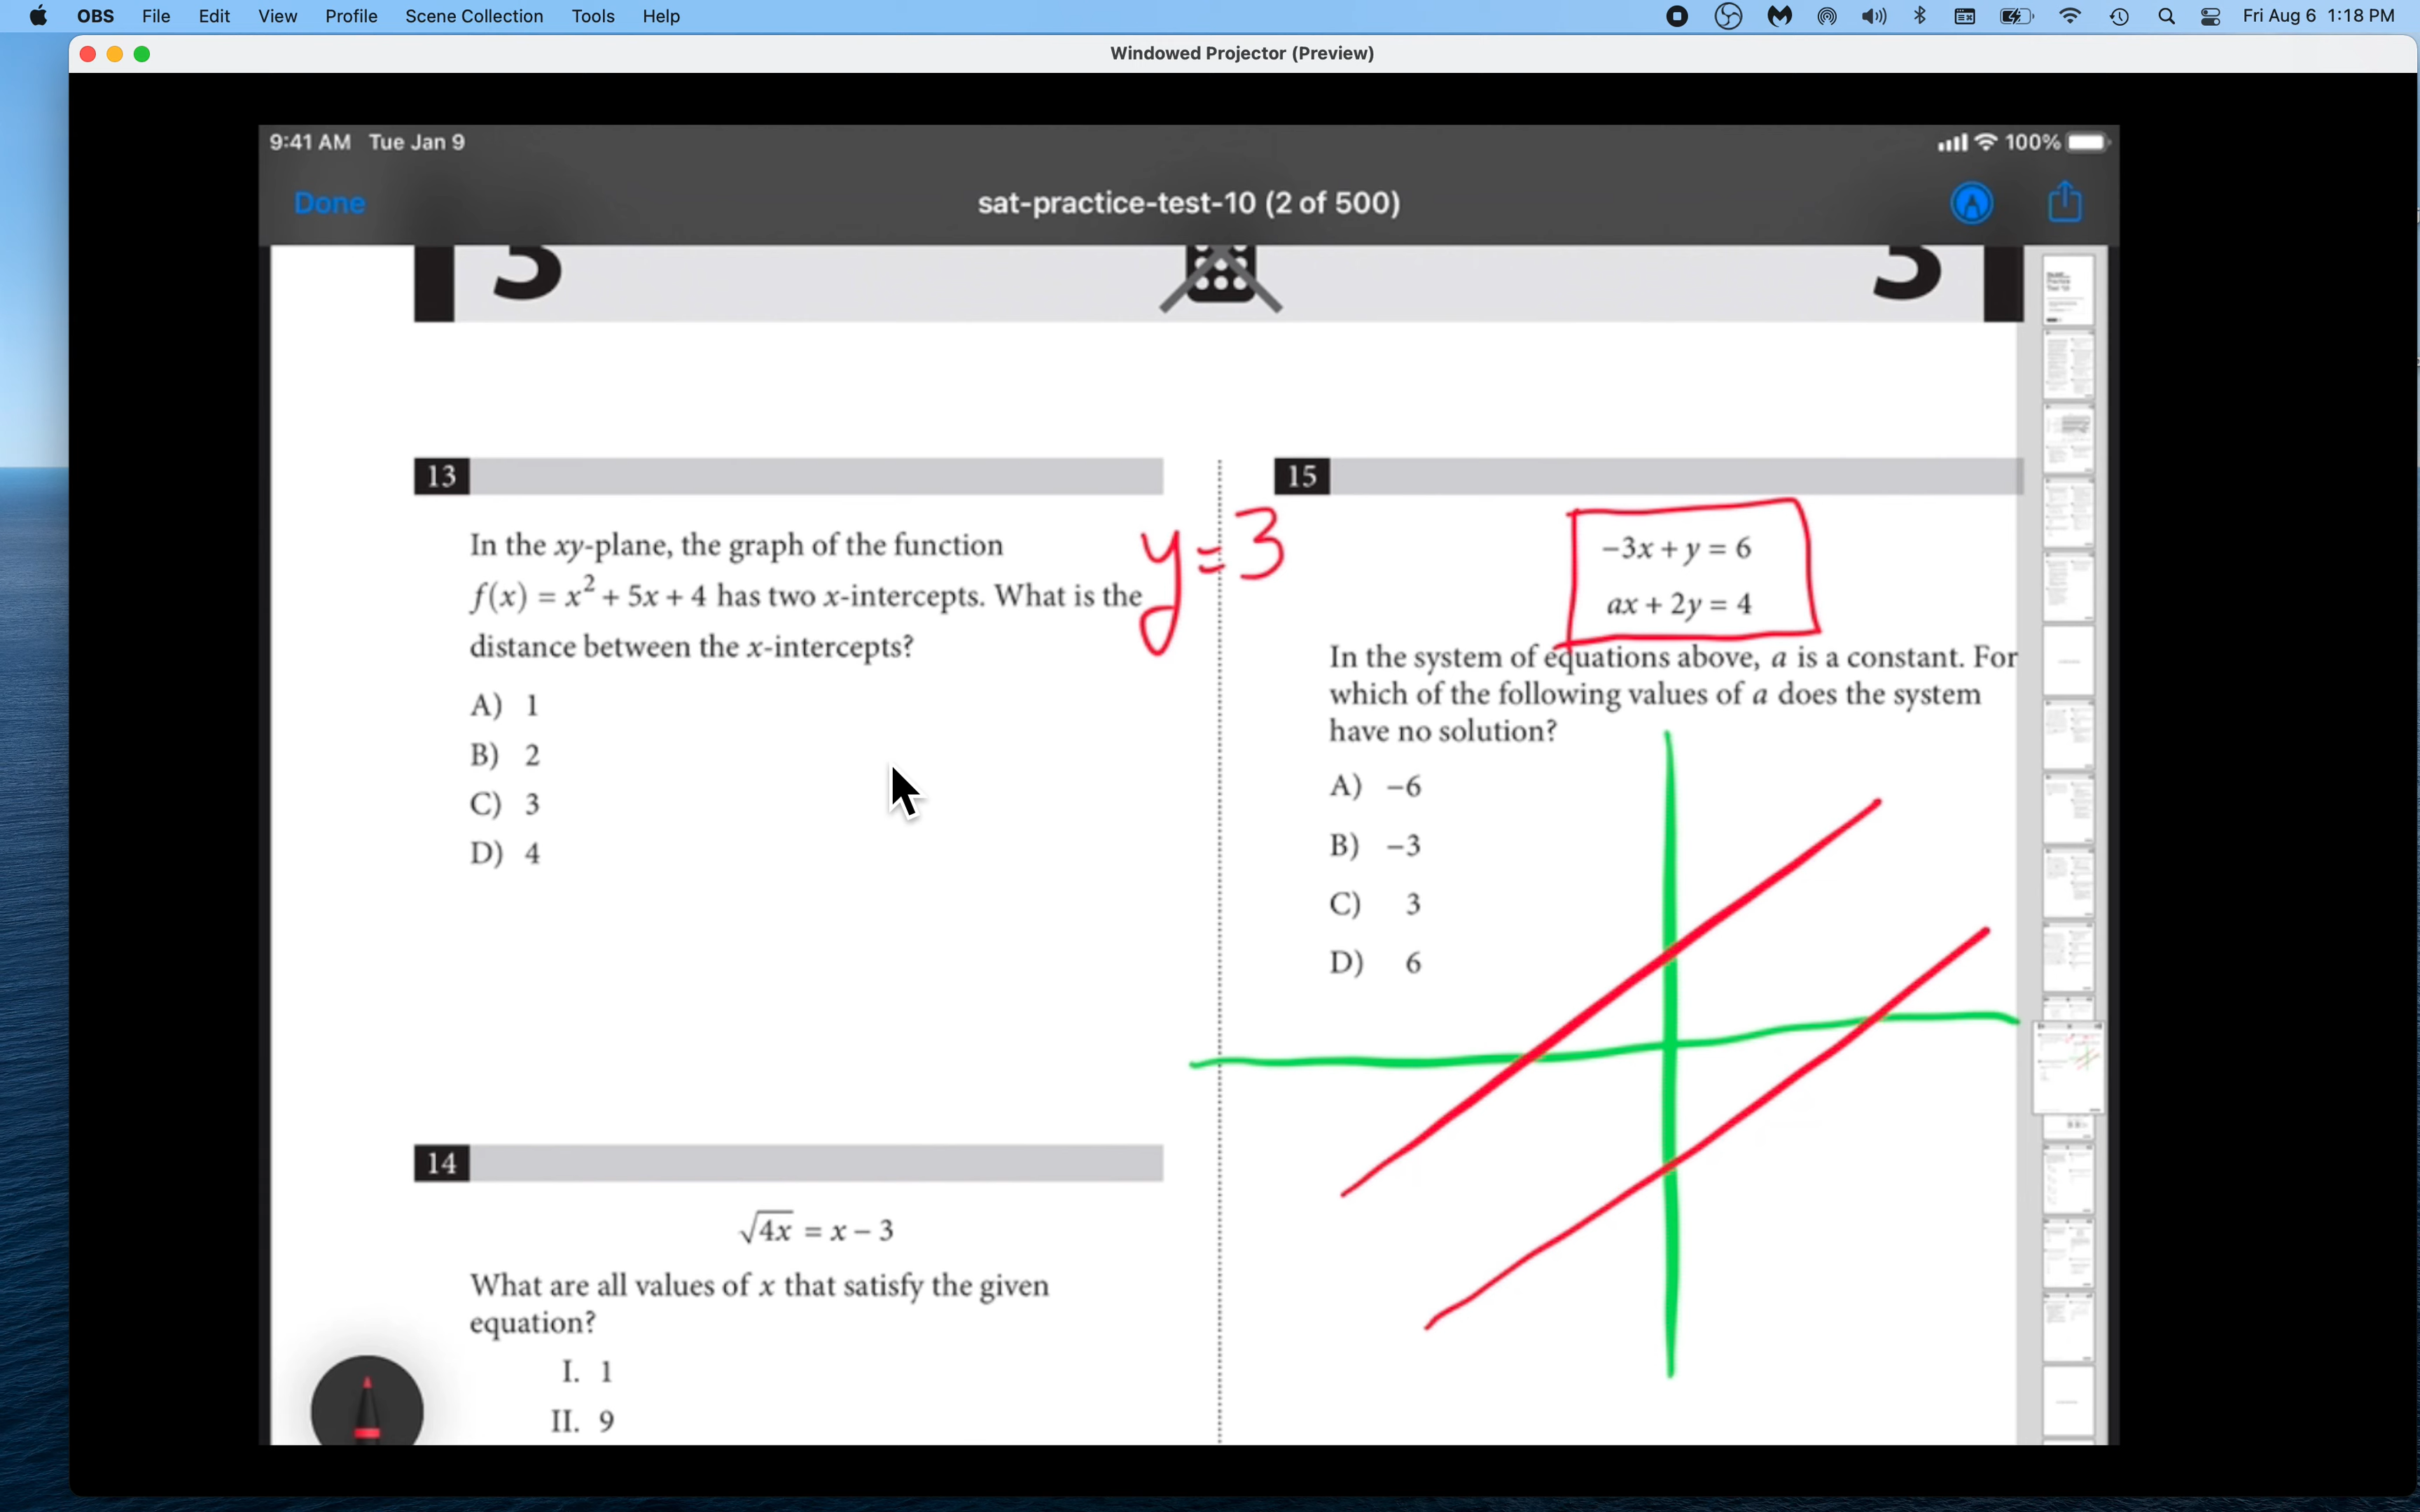 OBS File Edit View Profile Scene Collection Tools Help Fri Aug 6 1:18 PM
Windowed Projector (Preview)
9:41 AM Tue Jan 9 100%
Done sat-practice-test-10 (2 of 500)
3 3
13
In the xy-plane, the graph of the function
f(x) = x² + 5x + 4 has two x-intercepts. What is the
distance between the x-intercepts?
A) 1
B) 2
C) 3
D) 4
14
√4x = x − 3
What are all values of x that satisfy the given
equation?
I. 1
II. 9
y=3
15
−3x + y = 6
ax + 2y = 4
In the system of equations above, a is a constant. For
which of the following values of a does the system
have no solution?
A) −6
B) −3
C) 3
D) 6